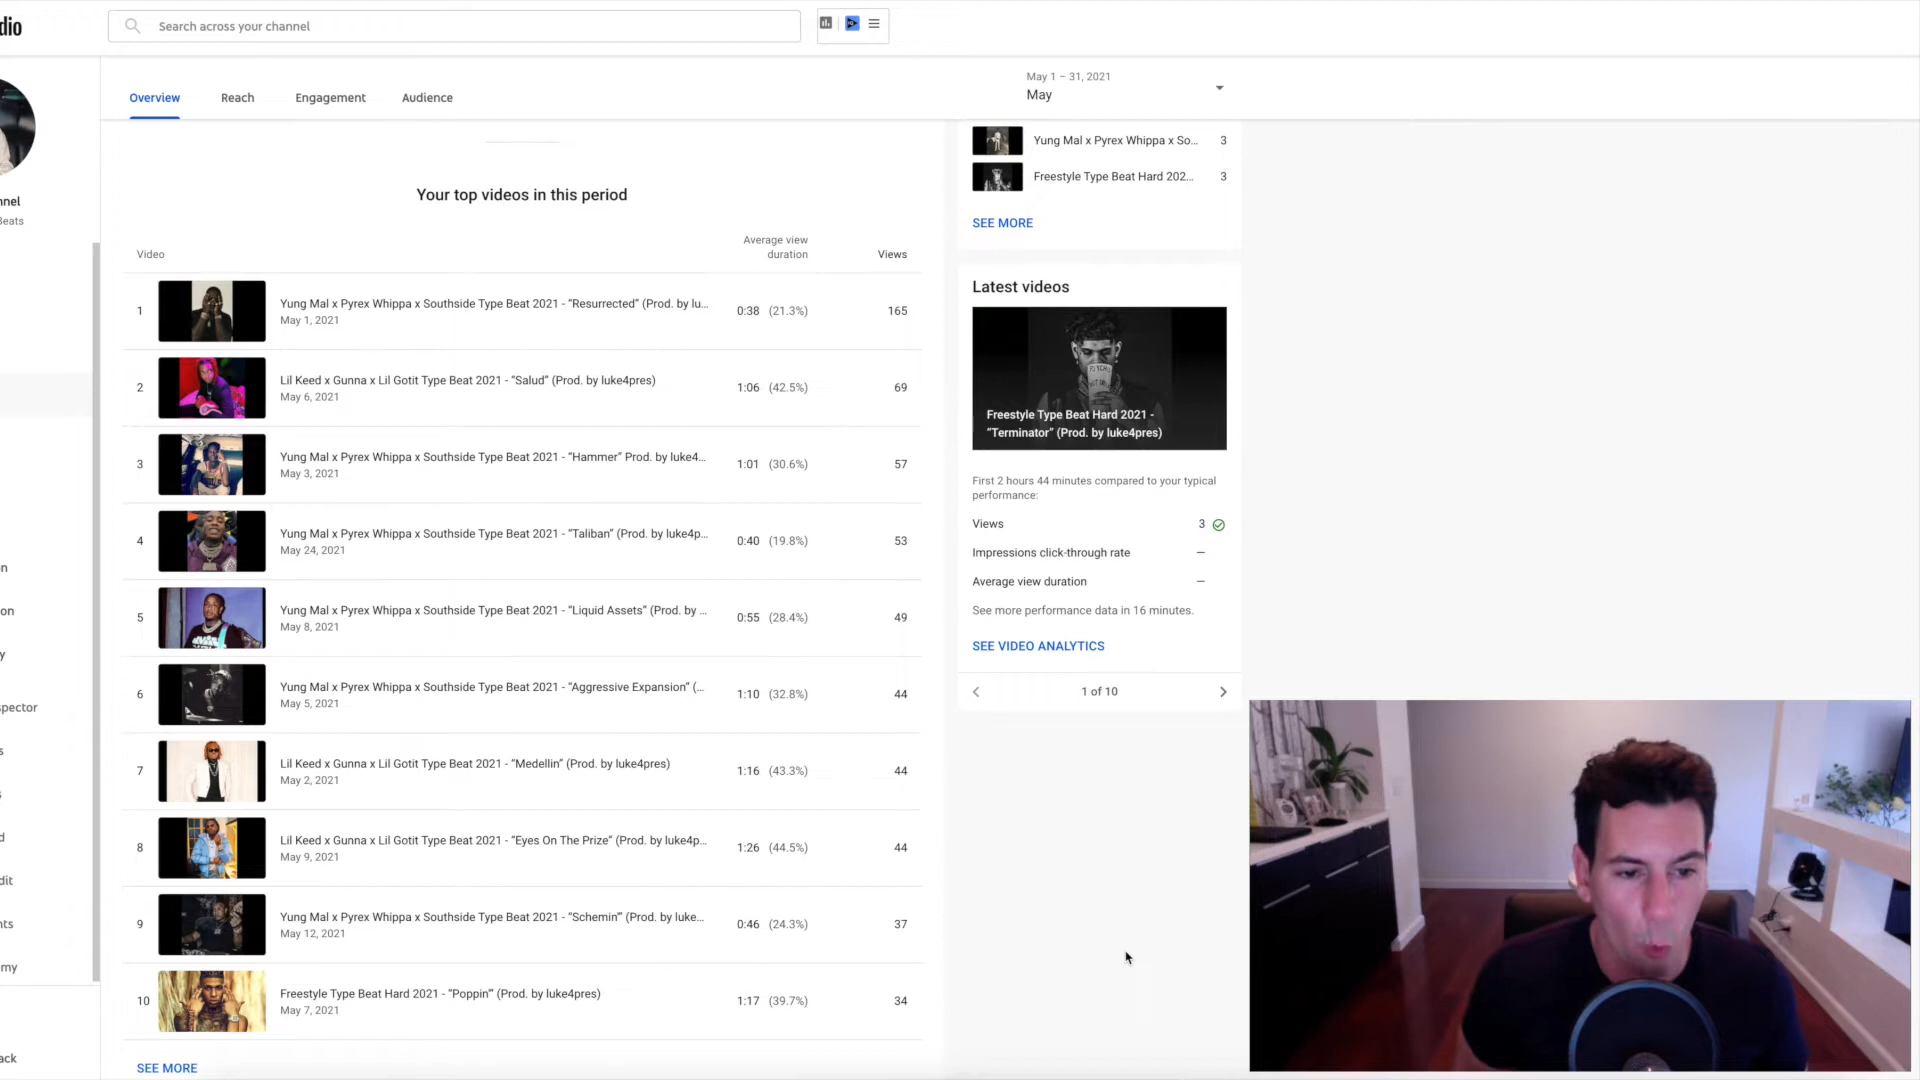 dio
Search across your channel
Overview
Reach
Engagement
Audience
May 1 – 31, 2021
May
nnel
Beats
n
on
y
spector
s
s
d
dit
nts
my
ack
Your top videos in this period
Video
Average view
duration
Views
1
Yung Mal x Pyrex Whippa x Southside Type Beat 2021 - “Resurrected” (Prod. by lu...
May 1, 2021
0:38 (21.3%)
165
2
Lil Keed x Gunna x Lil Gotit Type Beat 2021 - “Salud” (Prod. by luke4pres)
May 6, 2021
1:06 (42.5%)
69
3
Yung Mal x Pyrex Whippa x Southside Type Beat 2021 - “Hammer” Prod. by luke4...
May 3, 2021
1:01 (30.6%)
57
4
Yung Mal x Pyrex Whippa x Southside Type Beat 2021 - “Taliban” (Prod. by luke4p...
May 24, 2021
0:40 (19.8%)
53
5
Yung Mal x Pyrex Whippa x Southside Type Beat 2021 - “Liquid Assets” (Prod. by ...
May 8, 2021
0:55 (28.4%)
49
6
Yung Mal x Pyrex Whippa x Southside Type Beat 2021 - “Aggressive Expansion” (...
May 5, 2021
1:10 (32.8%)
44
7
Lil Keed x Gunna x Lil Gotit Type Beat 2021 - “Medellin” (Prod. by luke4pres)
May 2, 2021
1:16 (43.3%)
44
8
Lil Keed x Gunna x Lil Gotit Type Beat 2021 - “Eyes On The Prize” (Prod. by luke4p...
May 9, 2021
1:26 (44.5%)
44
9
Yung Mal x Pyrex Whippa x Southside Type Beat 2021 - “Schemin’” (Prod. by luke...
May 12, 2021
0:46 (24.3%)
37
10
Freestyle Type Beat Hard 2021 - “Poppin’” (Prod. by luke4pres)
May 7, 2021
1:17 (39.7%)
34
SEE MORE
Yung Mal x Pyrex Whippa x So... 3
Freestyle Type Beat Hard 202... 3
SEE MORE
Latest videos
Freestyle Type Beat Hard 2021 -
“Terminator” (Prod. by luke4pres)
First 2 hours 44 minutes compared to your typical
performance:
Views 3
Impressions click-through rate —
Average view duration —
See more performance data in 16 minutes.
SEE VIDEO ANALYTICS
1 of 10